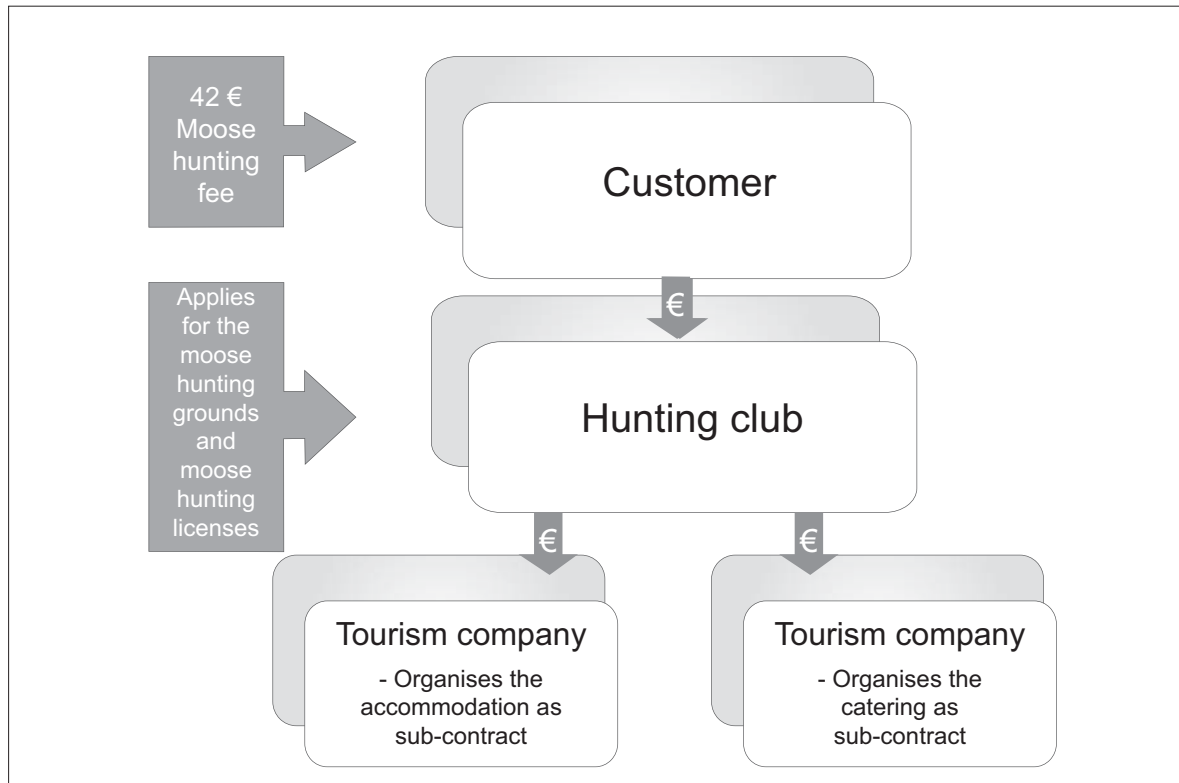 42 €
Moose
hunting
fee
Customer
€
Applies
for the
moose
hunting
grounds
and
moose
hunting
licenses
Hunting club
€
€
Tourism company
- Organises the
accommodation as
sub-contract
Tourism company
- Organises the
catering as
sub-contract